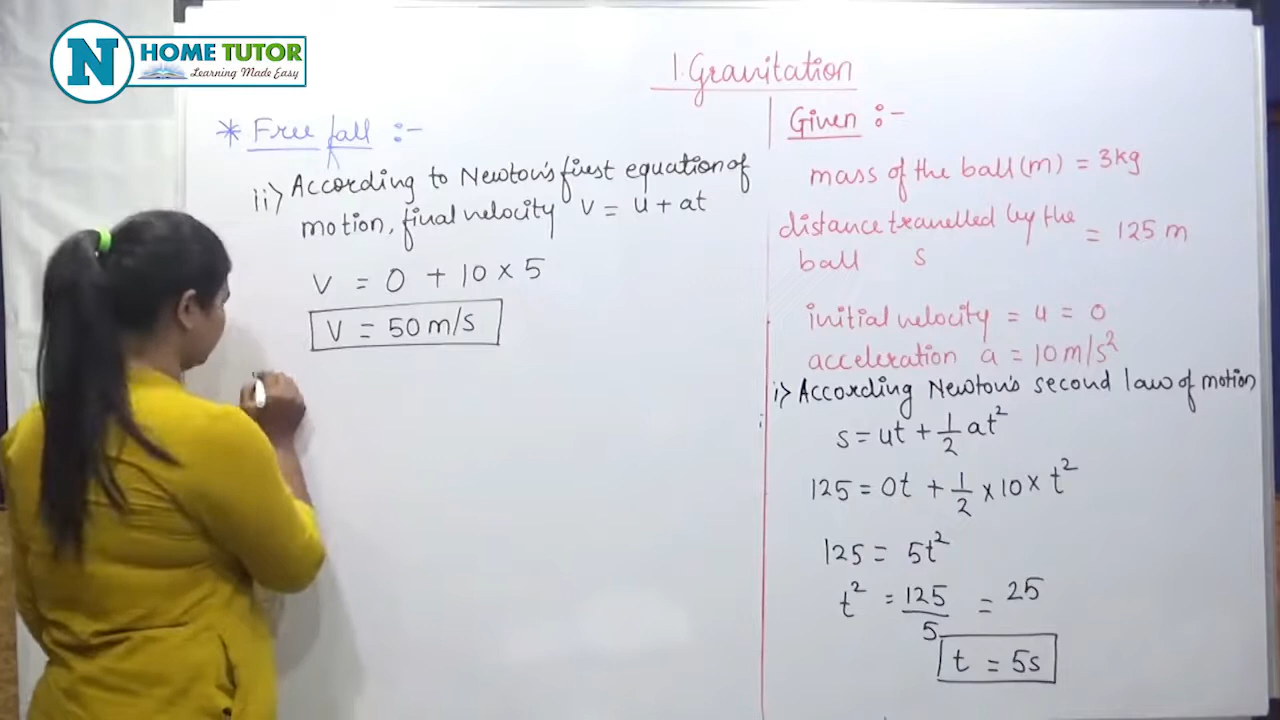 N HOME TUTOR
Learning Made Easy
1. Gravitation
* Free fall :-
ii) According to Newton's first equation of
motion, final velocity v = u + at
v = 0 + 10 × 5
v = 50 m/s
Given :-
mass of the ball (m) = 3kg
distance travelled by the = 125 m
ball s
initial velocity = u = 0
acceleration a = 10 m/s²
i) According Newton's second law of motion
s = ut + 1/2 at²
125 = 0t + 1/2 × 10 × t²
125 = 5t²
t² = 125/5 = 25
t = 5s